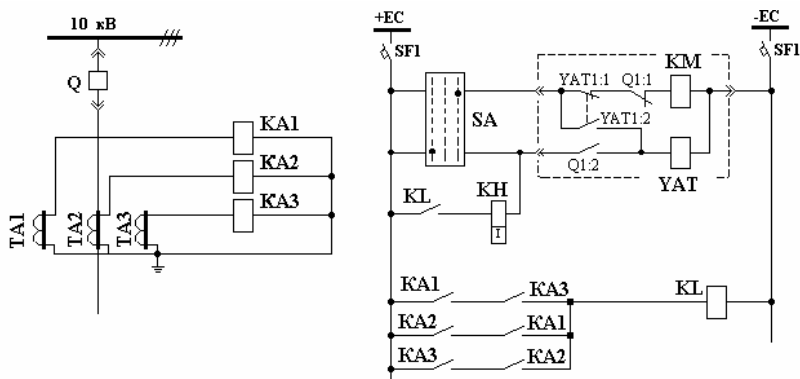 10 кВ
Q
KA1
KA2
KA3
TA1
TA2
TA3
+EC
SF1
-EC
SF1
YAT1:1
Q1:1
KM
YAT1:2
SA
Q1:2
YAT
KL
KH
I
KA1
KA3
KL
KA2
KA1
KA3
KA2